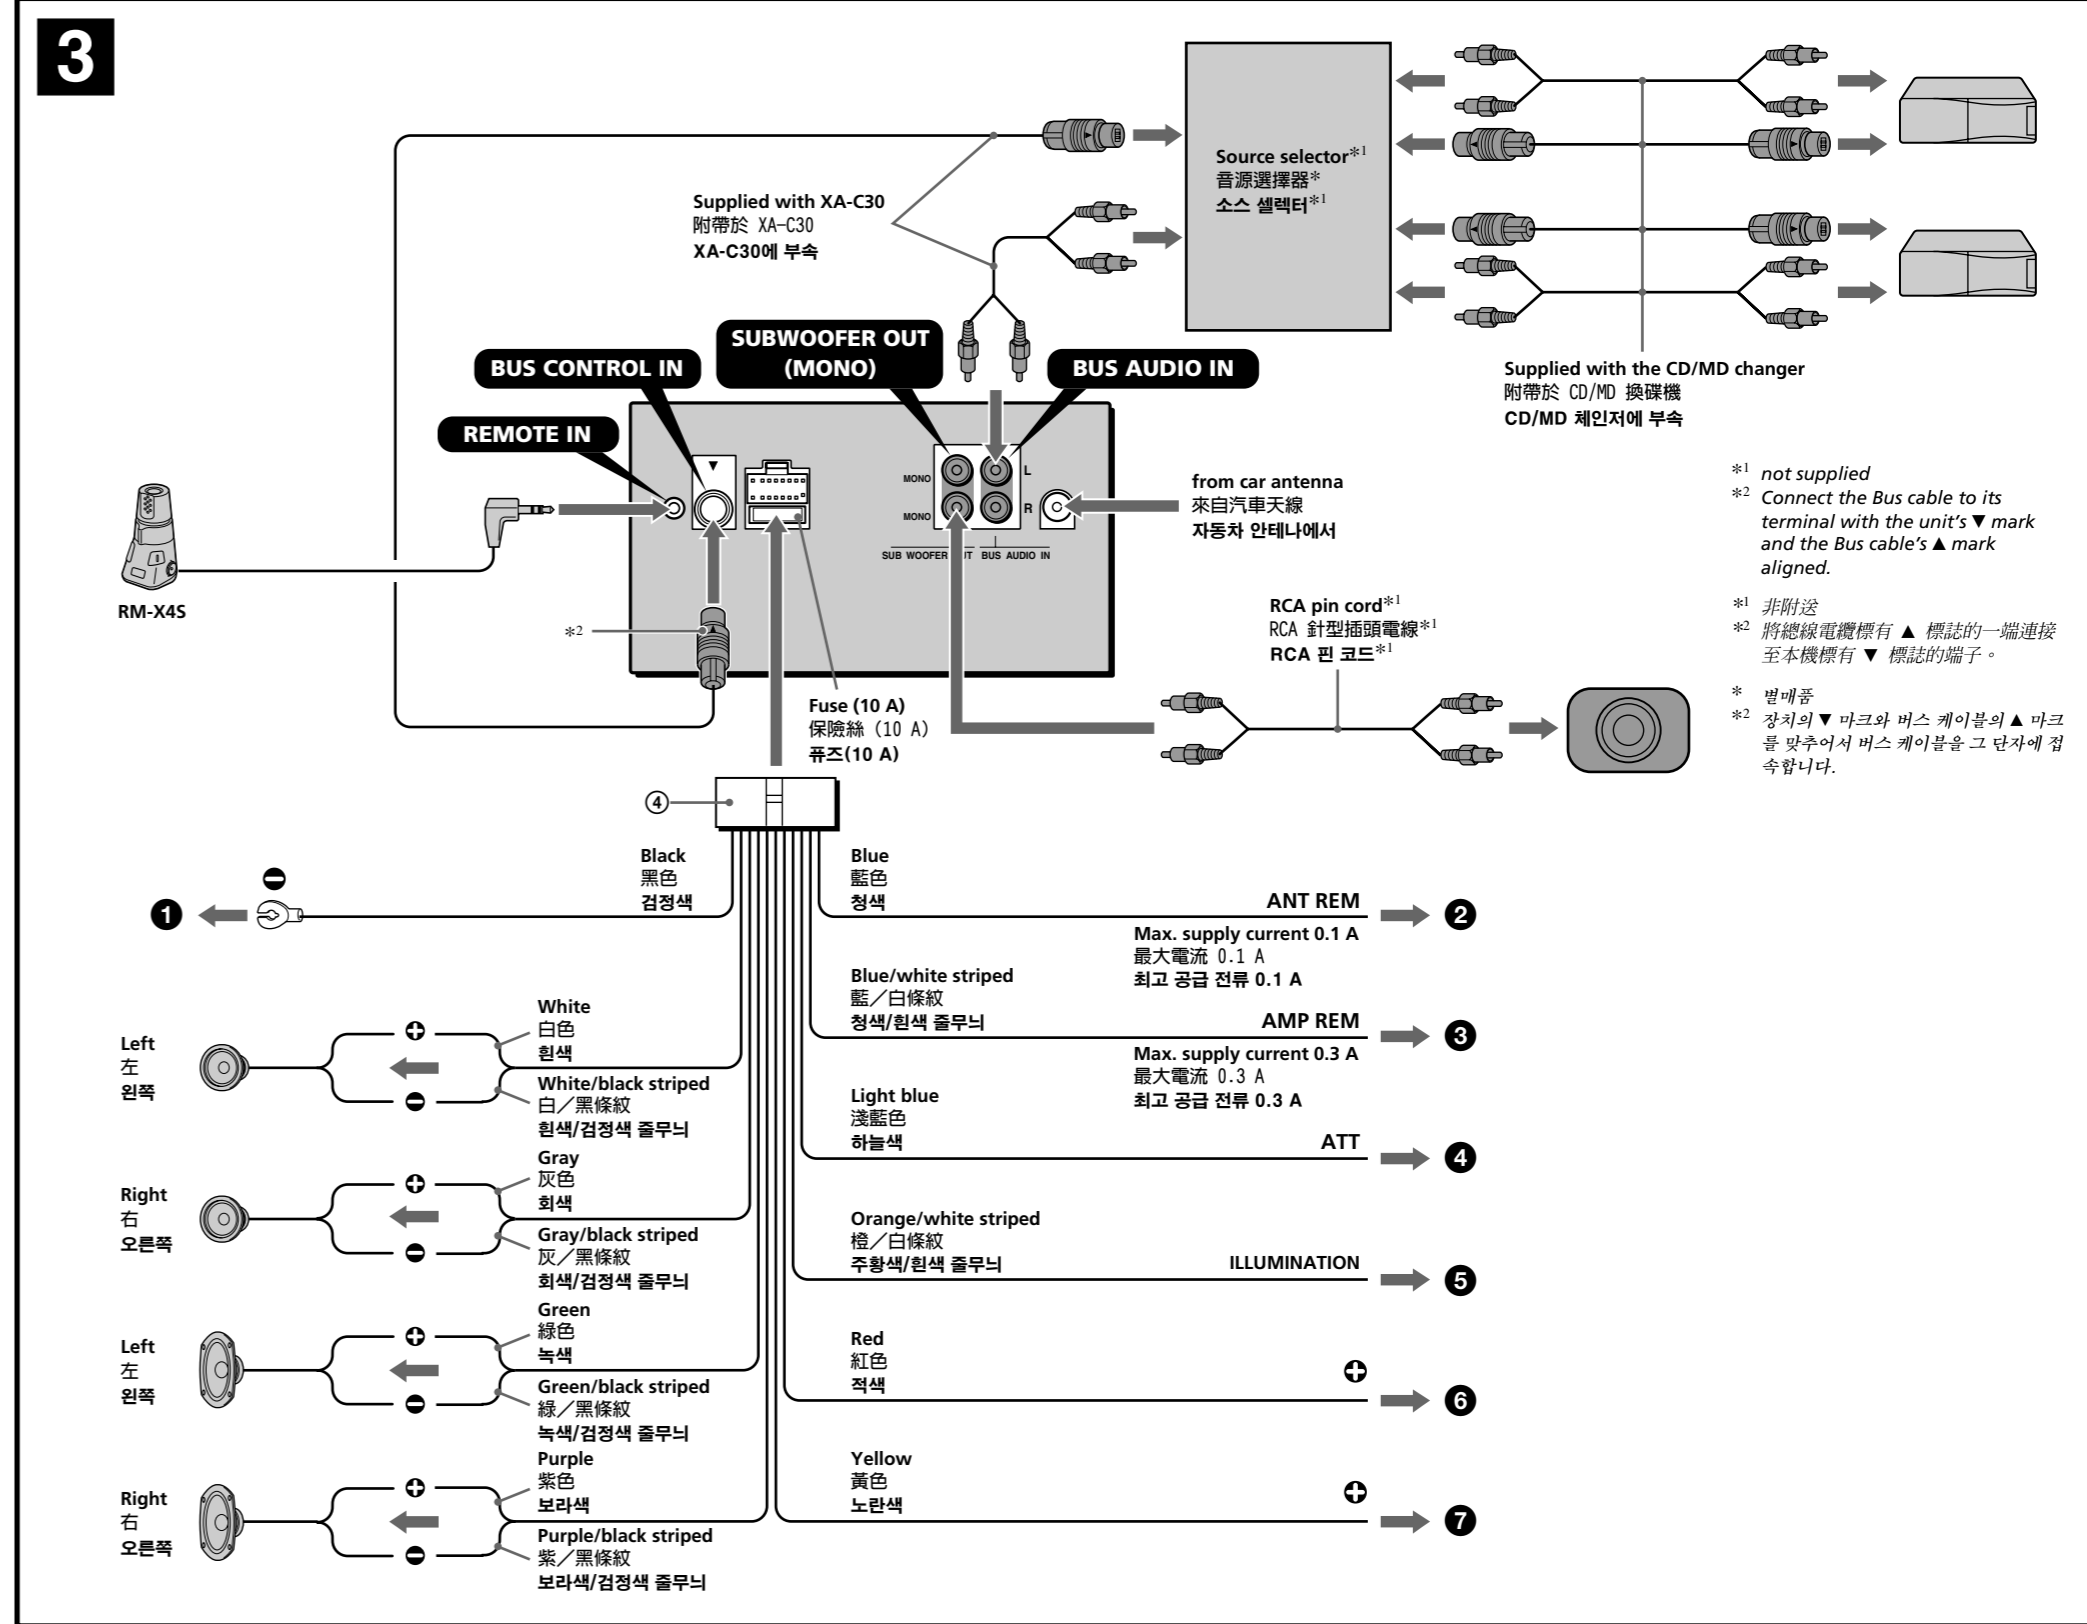 3
Source selector*1
音源選擇器*
소스 셀렉터*1
Supplied with XA-C30
附帶於 XA-C30
XA-C30에 부속
SUBWOOFER OUT
(MONO)
BUS CONTROL IN
BUS AUDIO IN
REMOTE IN
Supplied with the CD/MD changer
附帶於 CD/MD 換碟機
CD/MD 체인저에 부속
MONO
L
MONO
R
SUB WOOFER OUT BUS AUDIO IN
from car antenna
來自汽車天線
자동차 안테나에서
*1 not supplied
*2 Connect the Bus cable to its
terminal with the unit's ▼ mark
and the Bus cable's ▲ mark
aligned.
*1 非附送
*2 將總線電纜標有 ▲ 標誌的一端連接
至本機標有 ▼ 標誌的端子。
* 별매품
*2 장치의 ▼ 마크와 버스 케이블의 ▲ 마크
를 맞추어서 버스 케이블을 그 단자에 접
속합니다.
RM-X4S
*2
RCA pin cord*1
RCA 針型插頭電線*1
RCA 핀 코드*1
Fuse (10 A)
保險絲 (10 A)
퓨즈(10 A)
④
Black
黑色
검정색
❶
Blue
藍色
청색
ANT REM
❷
Max. supply current 0.1 A
最大電流 0.1 A
최고 공급 전류 0.1 A
Blue/white striped
藍／白條紋
청색/흰색 줄무늬
AMP REM
❸
Max. supply current 0.3 A
最大電流 0.3 A
최고 공급 전류 0.3 A
Light blue
淺藍色
하늘색
ATT
❹
Orange/white striped
橙／白條紋
주황색/흰색 줄무늬
ILLUMINATION
❺
Red
紅色
적색
❻
Yellow
黃色
노란색
❼
Left
左
왼쪽
White
白色
흰색
White/black striped
白／黑條紋
흰색/검정색 줄무늬
Right
右
오른쪽
Gray
灰色
회색
Gray/black striped
灰／黑條紋
회색/검정색 줄무늬
Left
左
왼쪽
Green
綠色
녹색
Green/black striped
綠／黑條紋
녹색/검정색 줄무늬
Right
右
오른쪽
Purple
紫色
보라색
Purple/black striped
紫／黑條紋
보라색/검정색 줄무늬